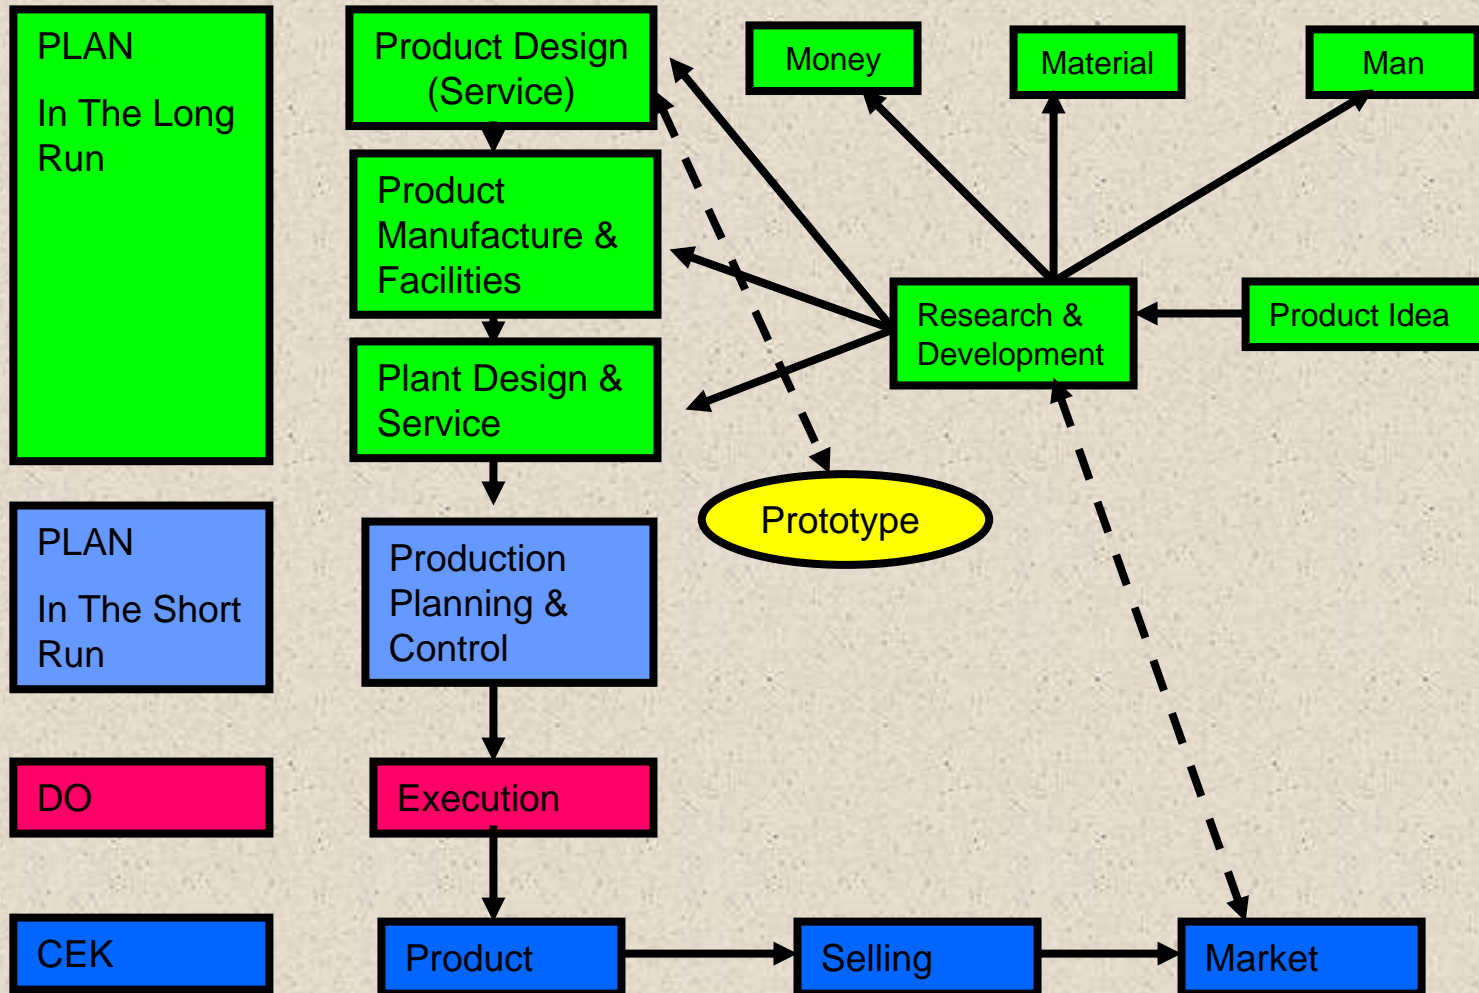 PLAN
In The Long
Run
Product Design
(Service)
Money
Material
Man
Product
Manufacture &
Facilities
Research &
Development
Product Idea
Plant Design &
Service
Prototype
PLAN
In The Short
Run
Production
Planning &
Control
DO
Execution
CEK
Product
Selling
Market